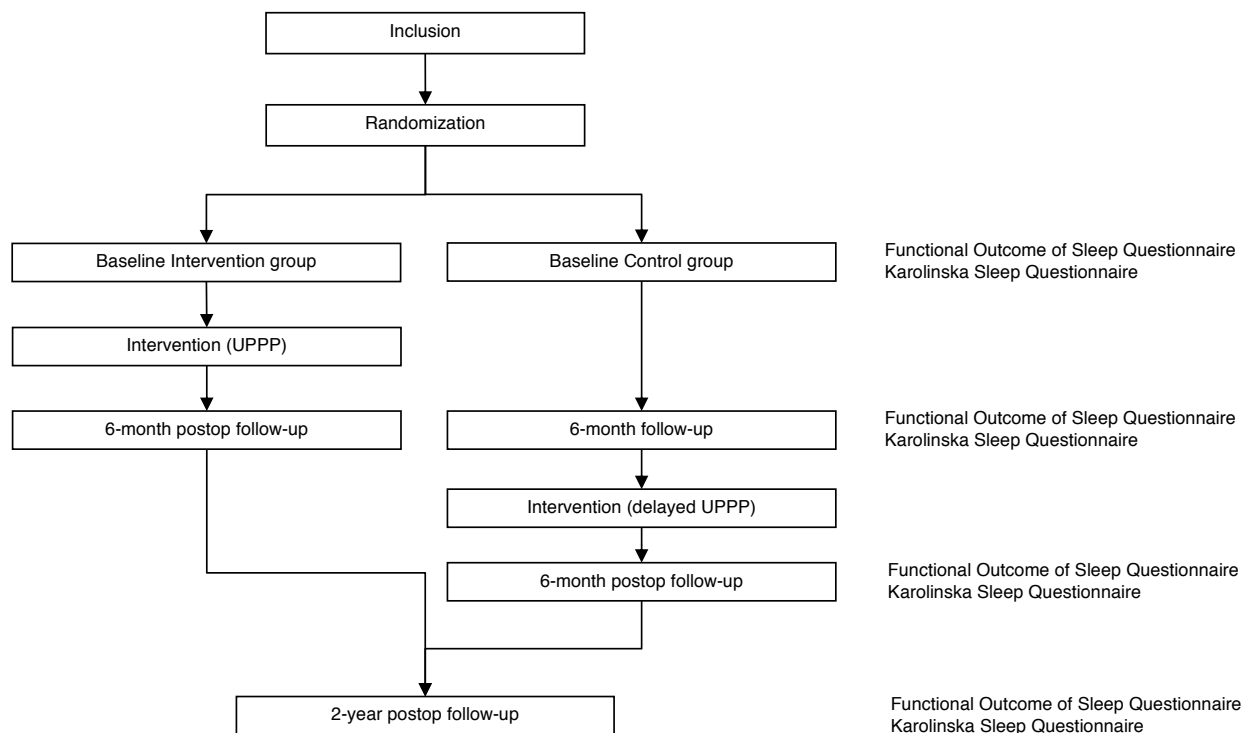 Inclusion
Randomization
Baseline Intervention group
Baseline Control group
Functional Outcome of Sleep Questionnaire
Karolinska Sleep Questionnaire
Intervention (UPPP)
6-month postop follow-up
6-month follow-up
Functional Outcome of Sleep Questionnaire
Karolinska Sleep Questionnaire
Intervention (delayed UPPP)
6-month postop follow-up
Functional Outcome of Sleep Questionnaire
Karolinska Sleep Questionnaire
2-year postop follow-up
Functional Outcome of Sleep Questionnaire
Karolinska Sleep Questionnaire